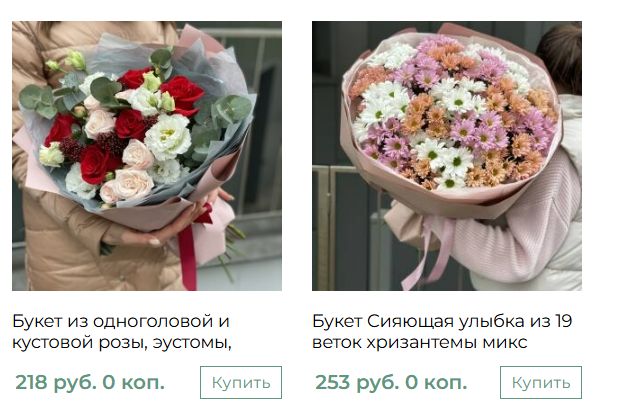 Букет из одноголовой и
кустовой розы, эустомы,
218 руб. 0 коп.
Купить
Букет Сияющая улыбка из 19
веток хризантемы микс
253 руб. 0 коп.
Купить